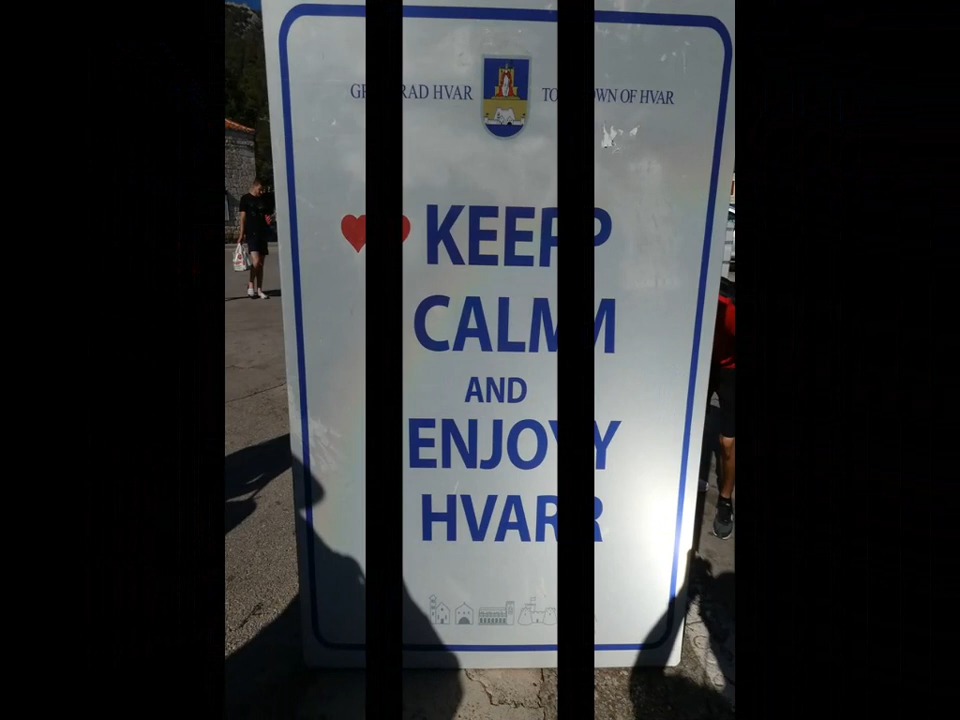 GRAD HVAR TOWN OF HVAR
KEEP
CALM
AND
ENJOY
HVAR